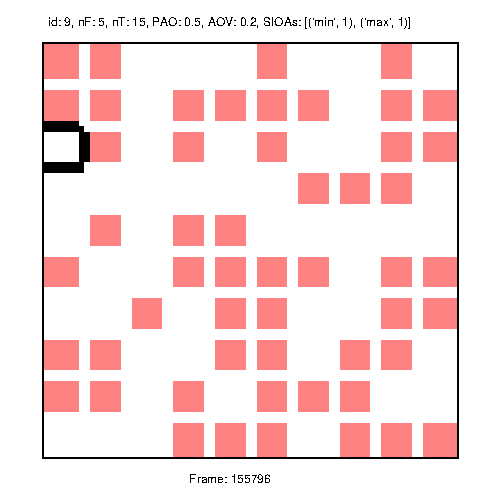 id: 9, nF: 5, nT: 15, PAO: 0.5, AOV: 0.2, SIOAs: [('min', 1), ('max', 1)]
Frame: 155796